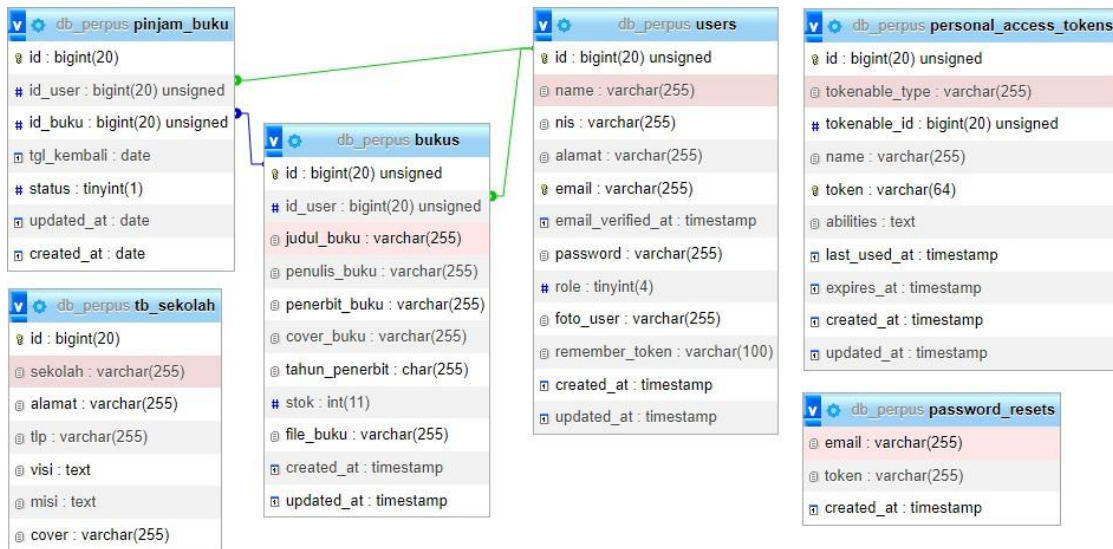 db_perpus pinjam_buku
id : bigint(20)
id_user : bigint(20) unsigned
id_buku : bigint(20) unsigned
tgl_kembali : date
status : tinyint(1)
updated_at : date
created_at : date
db_perpus tb_sekolah
id : bigint(20)
sekolah : varchar(255)
alamat : varchar(255)
tlp : varchar(255)
visi : text
misi : text
cover : varchar(255)
db_perpus bukus
id : bigint(20) unsigned
id_user : bigint(20) unsigned
judul_buku : varchar(255)
penulis_buku : varchar(255)
penerbit_buku : varchar(255)
cover_buku : varchar(255)
tahun_penerbit : char(255)
stok : int(11)
file_buku : varchar(255)
created_at : timestamp
updated_at : timestamp
db_perpus users
id : bigint(20) unsigned
name : varchar(255)
nis : varchar(255)
alamat : varchar(255)
email : varchar(255)
email_verified_at : timestamp
password : varchar(255)
role : tinyint(4)
foto_user : varchar(255)
remember_token : varchar(100)
created_at : timestamp
updated_at : timestamp
db_perpus personal_access_tokens
id : bigint(20) unsigned
tokenable_type : varchar(255)
tokenable_id : bigint(20) unsigned
name : varchar(255)
token : varchar(64)
abilities : text
last_used_at : timestamp
expires_at : timestamp
created_at : timestamp
updated_at : timestamp
db_perpus password_resets
email : varchar(255)
token : varchar(255)
created_at : timestamp